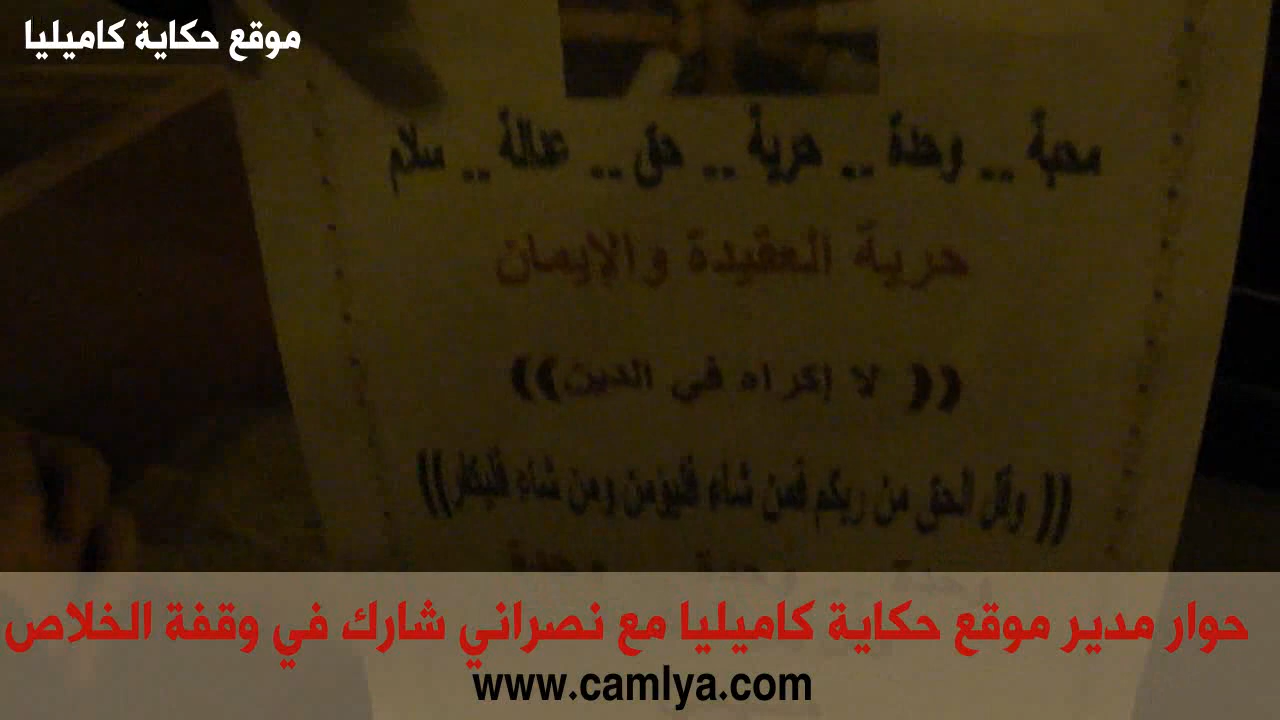 موقع حكاية كاميليا
محبة .. وحدة .. حرية .. حق .. عدالة .. سلام
حرية العقيدة والإيمان
(( لا إكراه في الدين))
(( وقل الحق من ربكم فمن شاء فليؤمن ومن شاء فليكفر))
حوار مدير موقع حكاية كاميليا مع نصراني شارك في وقفة الخلاص
www.camlya.com